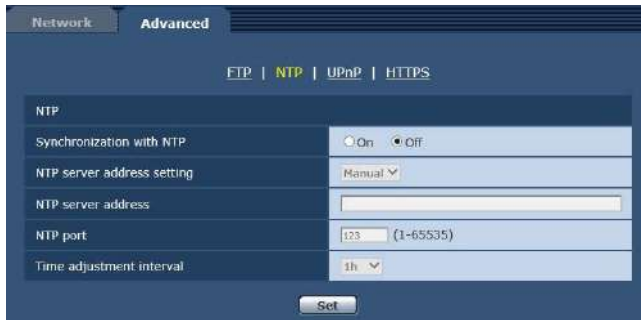 Network Advanced
FTP | NTP | UPnP | HTTPS
NTP
Synchronization with NTP On Off
NTP server address setting Manual
NTP server address
NTP port 123 (1-65535)
Time adjustment interval 1h
Set